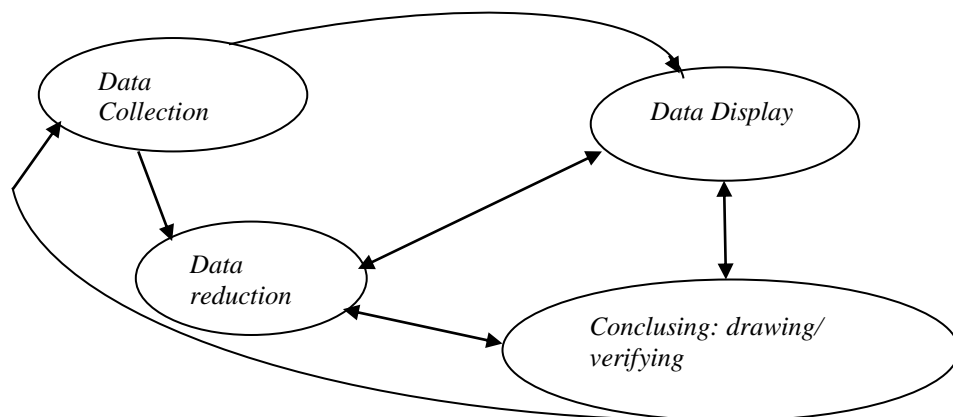 Data
Collection
Data Display
Data
reduction
Conclusing: drawing/
verifying